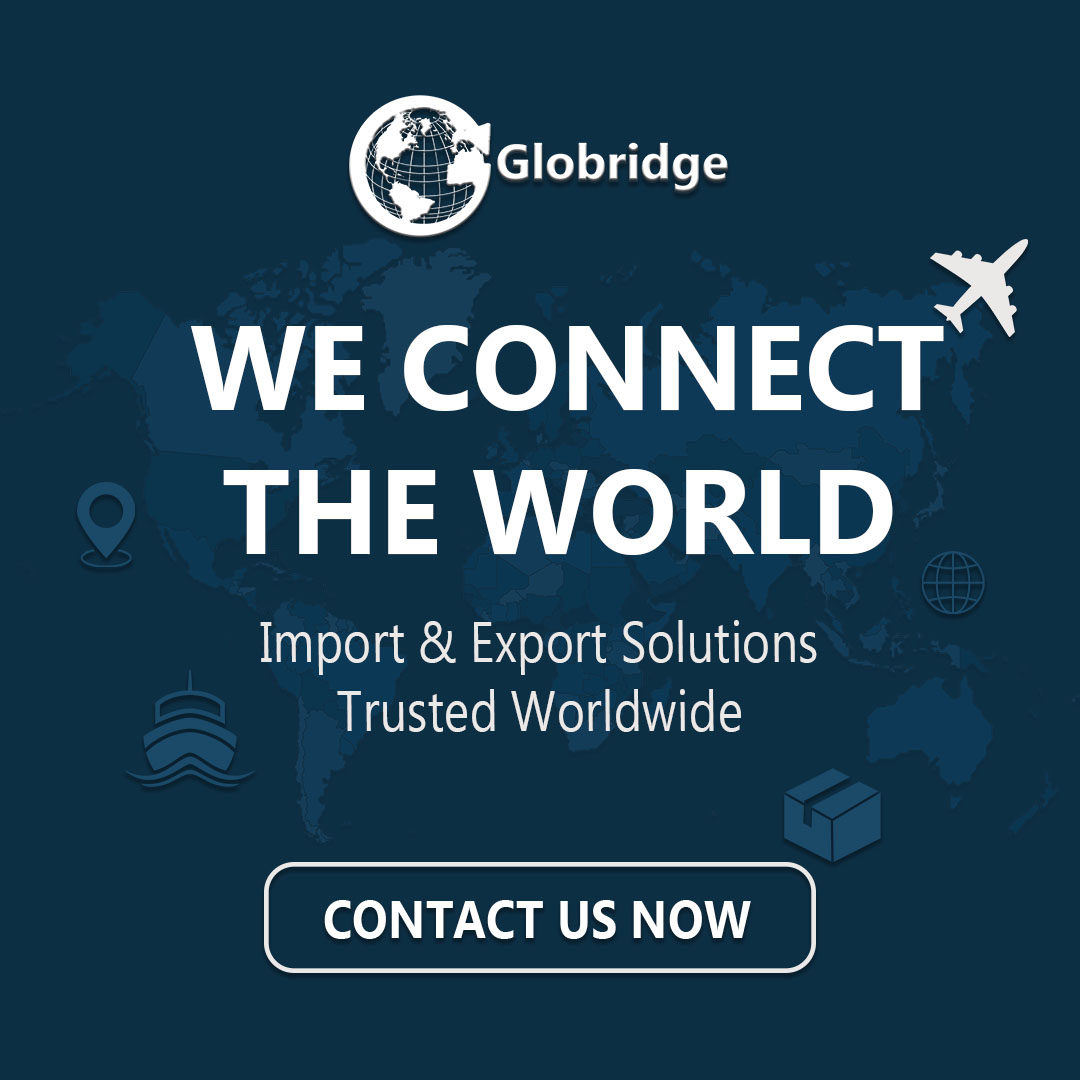 Globridge
WE CONNECT
THE WORLD
Import & Export Solutions
Trusted Worldwide
CONTACT US NOW